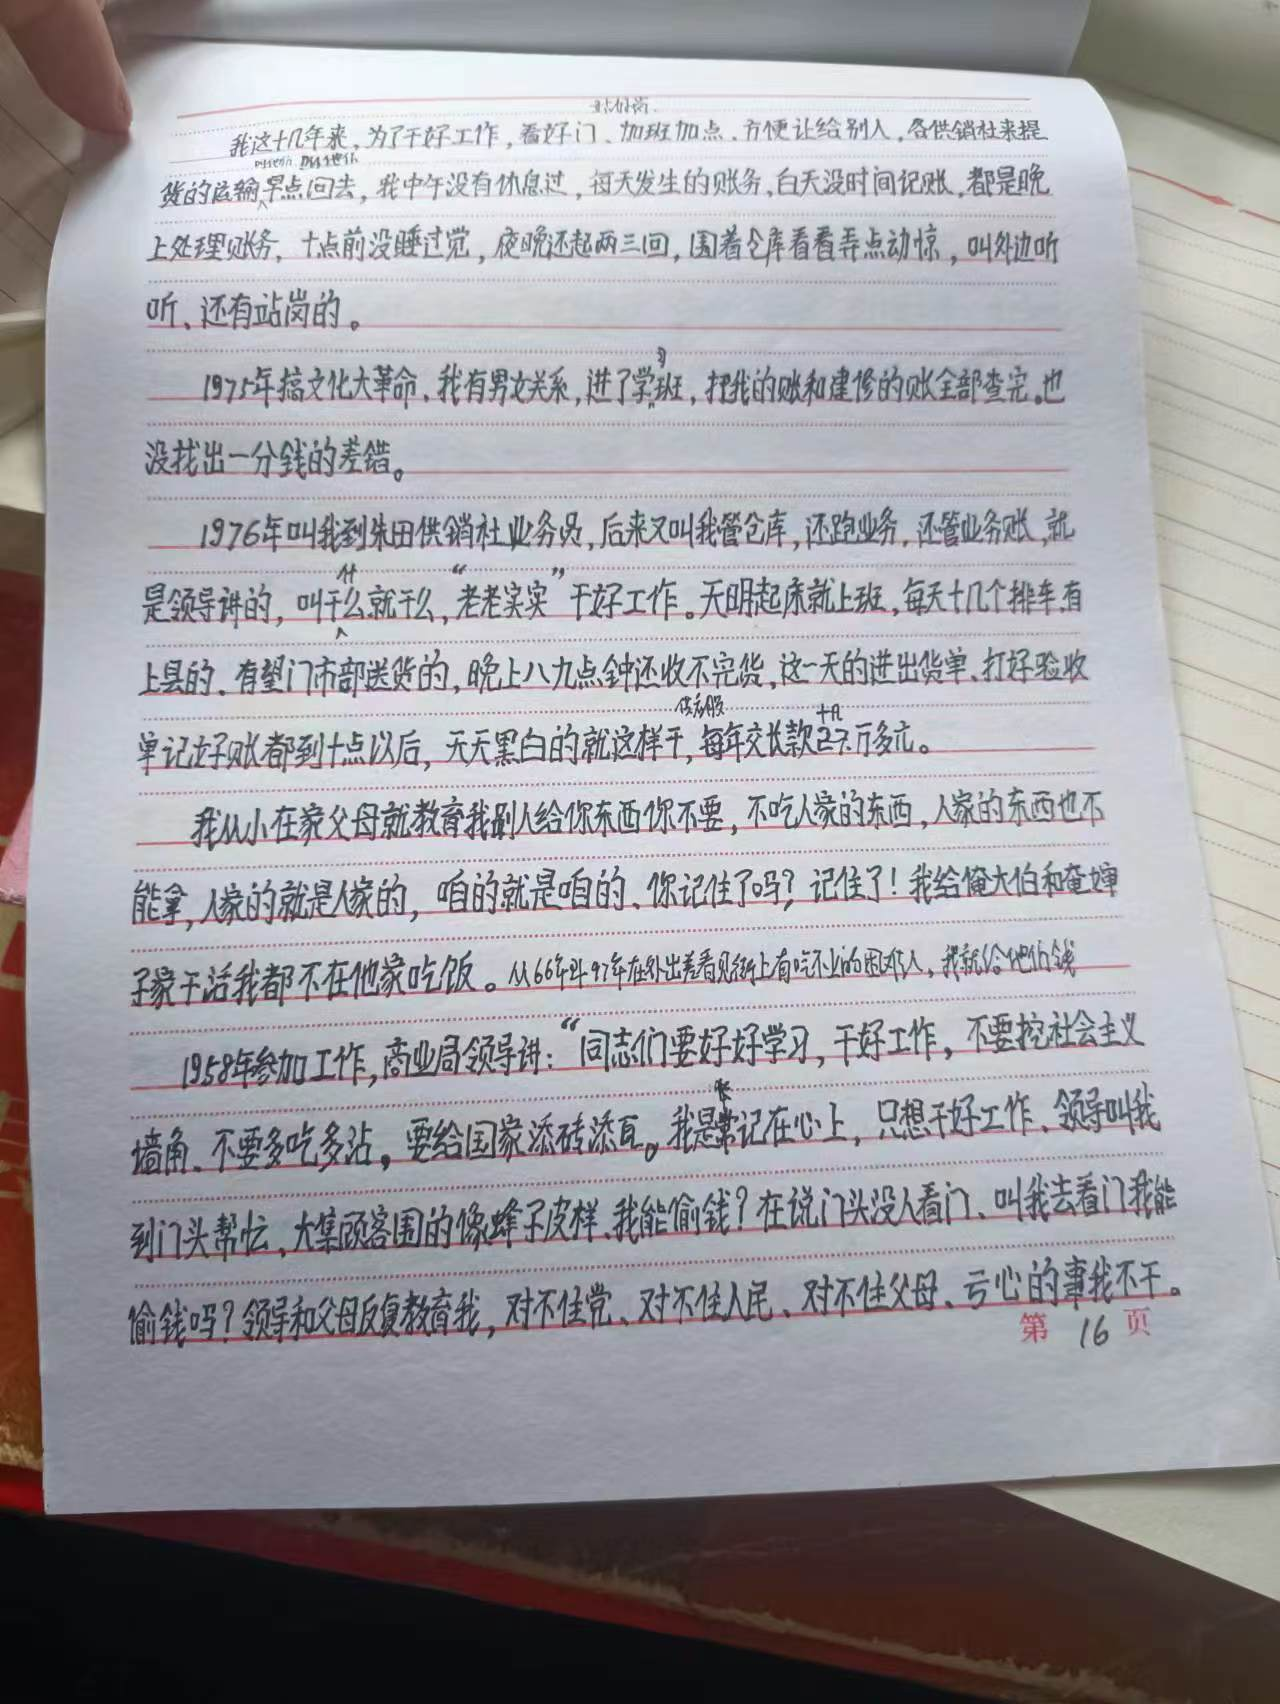 站好岗
我这十几年来，为了干好工作，看好门、加班加点、方便让给别人，各供销社来提
货的运输早点回去，我中午没有休息过，每天发生的账务，白天没时间记账，都是晚
上处理账务，十点前没睡过觉，夜晚还起两三回，围着仓库看看弄点动惊，叫外边听
听、还有站岗的。
1975年搞文化大革命、我有男女关系，进了学习班，把我的账和建修的账全部查完。也
没找出一分钱的差错。
1976年叫我到朱田供销社业务员，后来又叫我管仓库，还跑业务，还管业务账，就
是领导讲的，叫干什么就干么，“老老实实”干好工作。天明起床就上班，每天十几个排车，有
上县的、有望门市部送货的，晚上八九点钟还收不完货，这一天的进出货单、打好验收
单记好账都到十点以后，天天黑白的就这样干，每年交长款十几万多元。
我从小在家父母就教育我别人给你东西你不要，不吃人家的东西，人家的东西也不
能拿，人家的就是人家的，咱的就是咱的、你记住了吗？记住了！我给俺大伯和俺婶
子家干活我都不在他家吃饭。从66年到97年在外出差看见街上有吃不上的困难人，我就给他们钱
1958年参加工作，商业局领导讲：“同志们要好好学习，干好工作，不要挖社会主义
墙角、不要多吃多沾，要给国家添砖添瓦。我是牢记在心上，只想干好工作、领导叫我
到门头帮忙、大集顾客围的像蜂子皮样、我能偷钱？在说门头没人看门、叫我去看门我能
偷钱吗？领导和父母反复教育我，对不住党、对不住人民、对不住父母、亏心的事我不干。
第 16 页